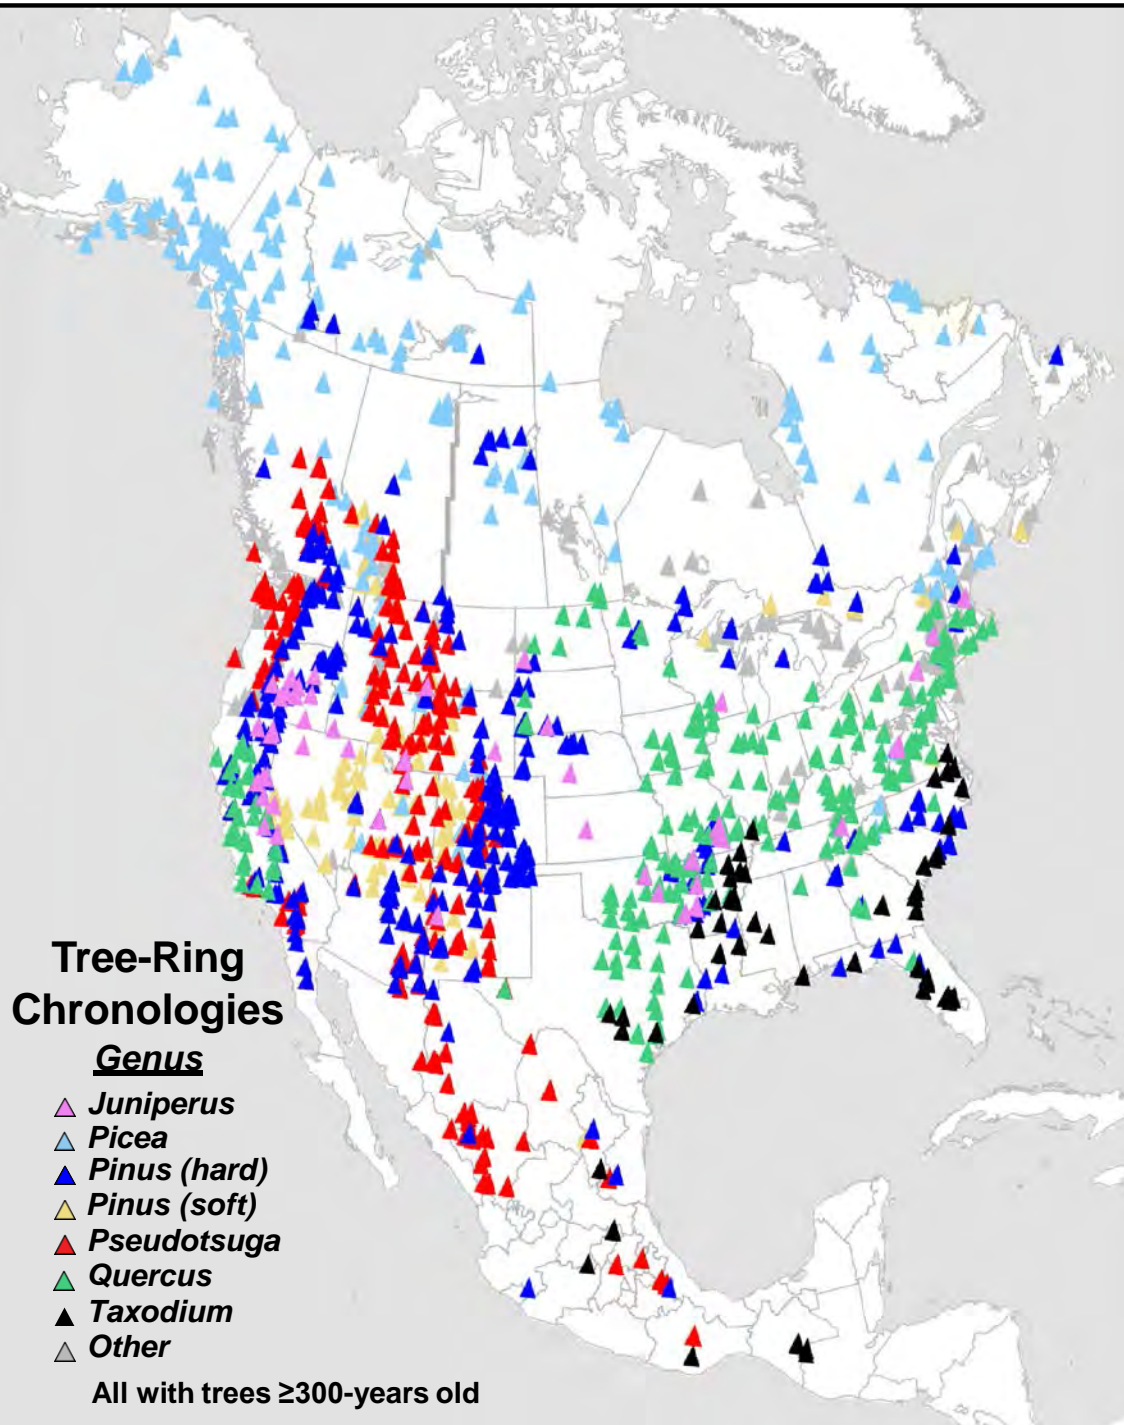 Tree-Ring
Chronologies
Genus
Juniperus
Picea
Pinus (hard)
Pinus (soft)
Pseudotsuga
Quercus
Taxodium
Other
All with trees ≥300-years old